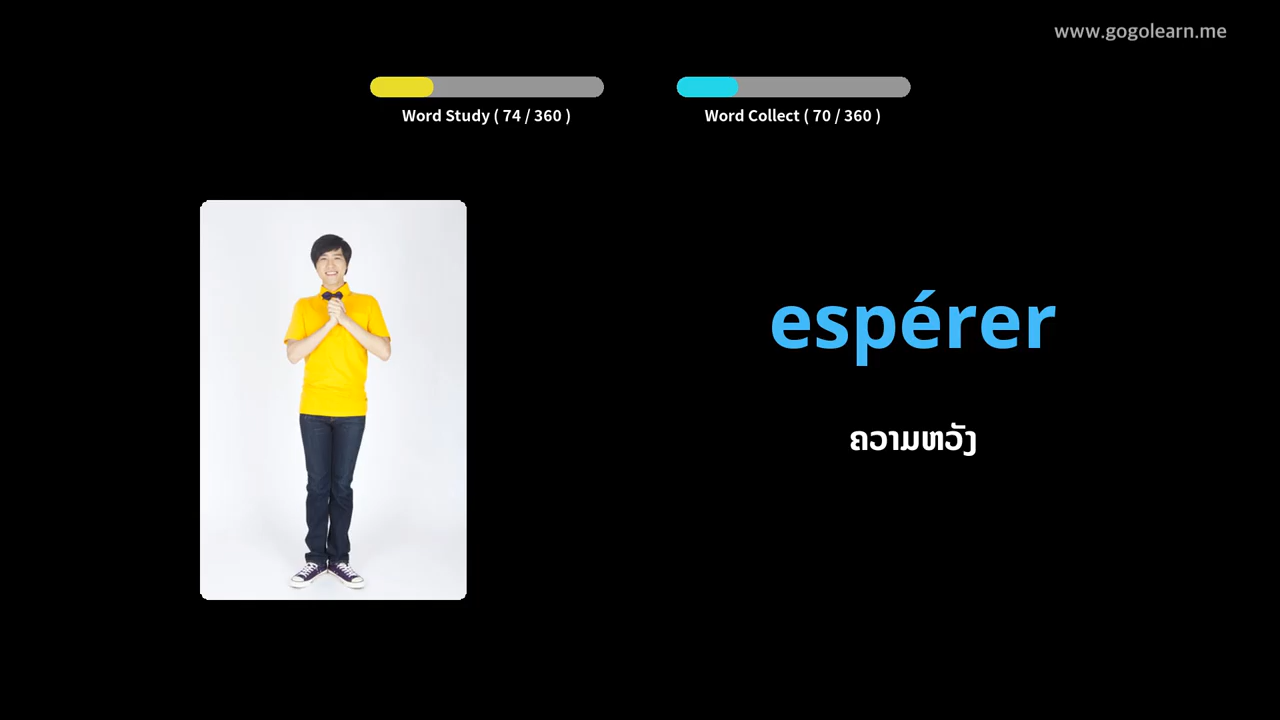 www.gogolearn.me
Word Study ( 74 / 360 )
Word Collect ( 70 / 360 )
espérer
ຄວາມຫວັງ